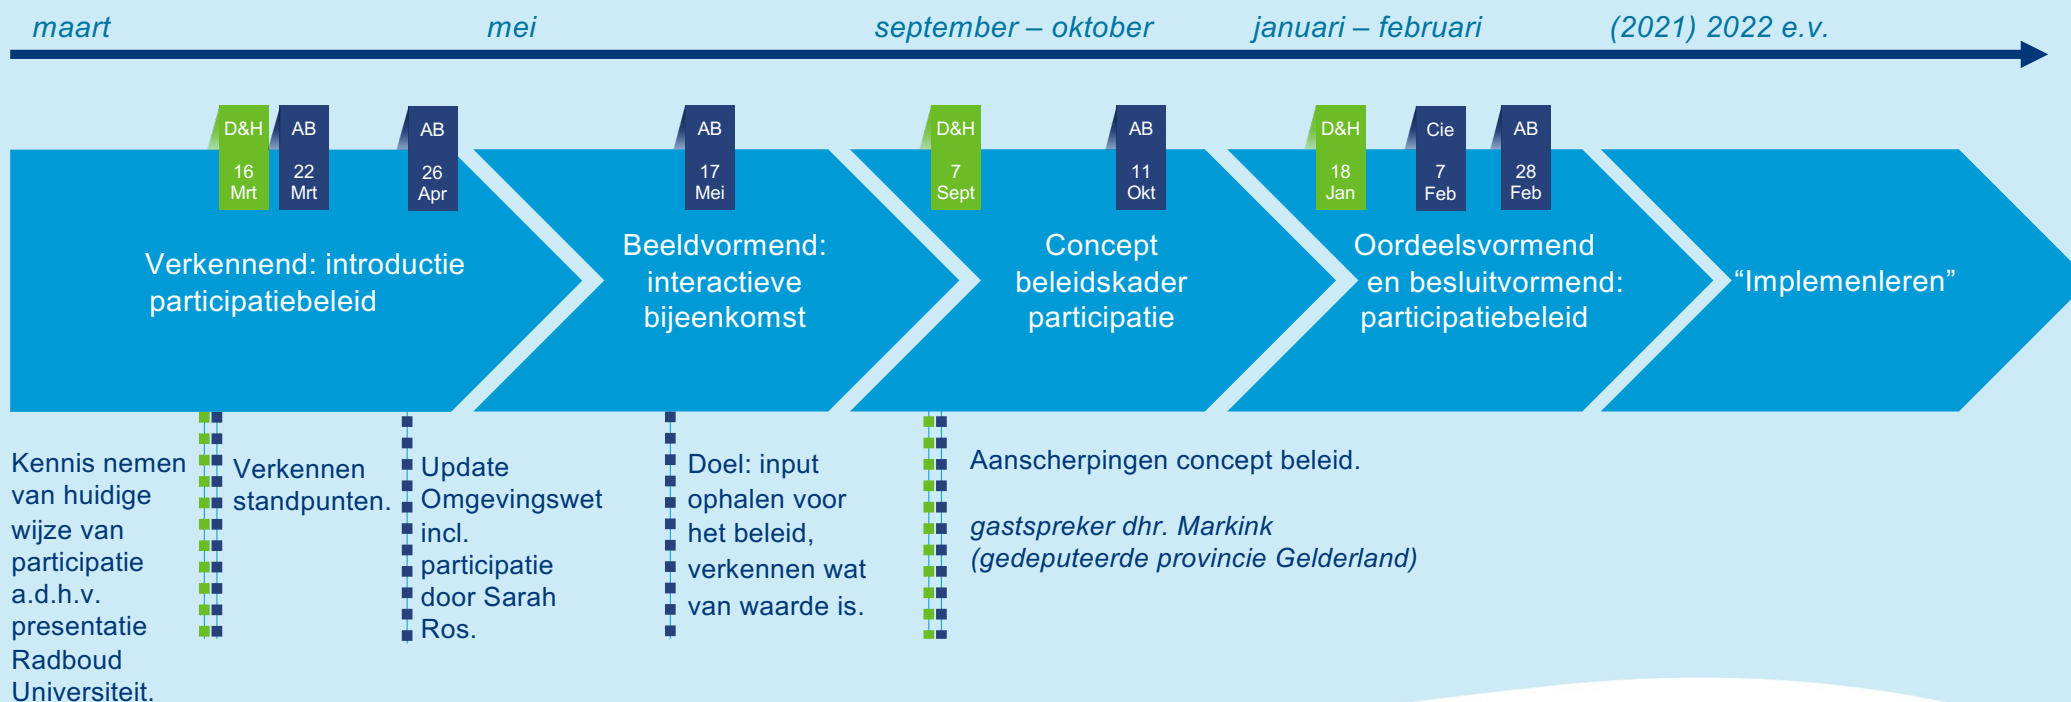 maart
mei
september – oktober
januari – februari
(2021) 2022 e.v.
D&H
16
Mrt
AB
22
Mrt
AB
26
Apr
AB
17
Mei
D&H
7
Sept
AB
11
Okt
D&H
18
Jan
Cie
7
Feb
AB
28
Feb
Verkennend: introductie
participatiebeleid
Beeldvormend:
interactieve
bijeenkomst
Concept
beleidskader
participatie
Oordeelsvormend
en besluitvormend:
participatiebeleid
“Implemenleren”
Kennis nemen
van huidige
wijze van
participatie
a.d.h.v.
presentatie
Radboud
Universiteit.
Verkennen
standpunten.
Update
Omgevingswet
incl.
participatie
door Sarah
Ros.
Doel: input
ophalen voor
het beleid,
verkennen wat
van waarde is.
Aanscherpingen concept beleid.
gastspreker dhr. Markink
(gedeputeerde provincie Gelderland)